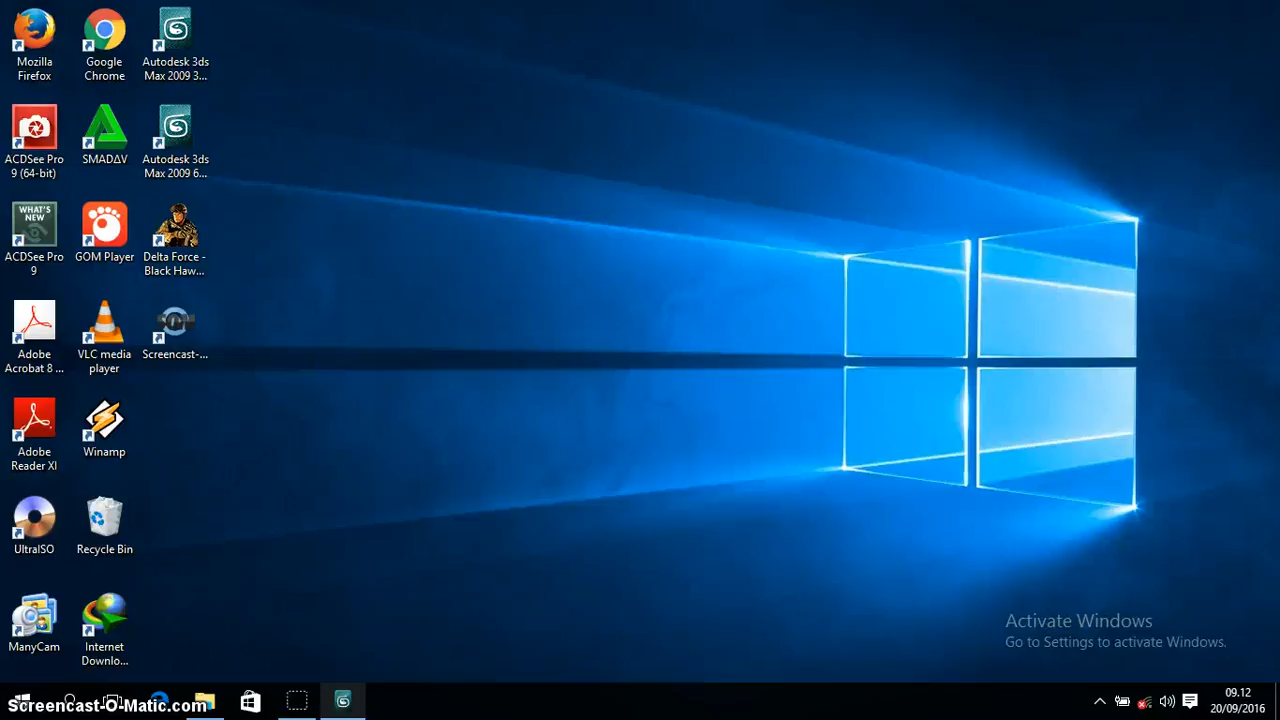 Mozilla
Firefox
Google
Chrome
Autodesk 3ds
Max 2009 3...
ACDSee Pro
9 (64-bit)
SMADΔV
Autodesk 3ds
Max 2009 6...
WHAT'S
NEW
ACDSee Pro
9
GOM Player
Delta Force -
Black Haw...
Adobe
Acrobat 8 ...
VLC media
player
Screencast-...
Adobe
Reader XI
Winamp
UltraISO
Recycle Bin
ManyCam
Internet
Downlo...
Activate Windows
Go to Settings to activate Windows.
Screencast-O-Matic.com
09.12
20/09/2016